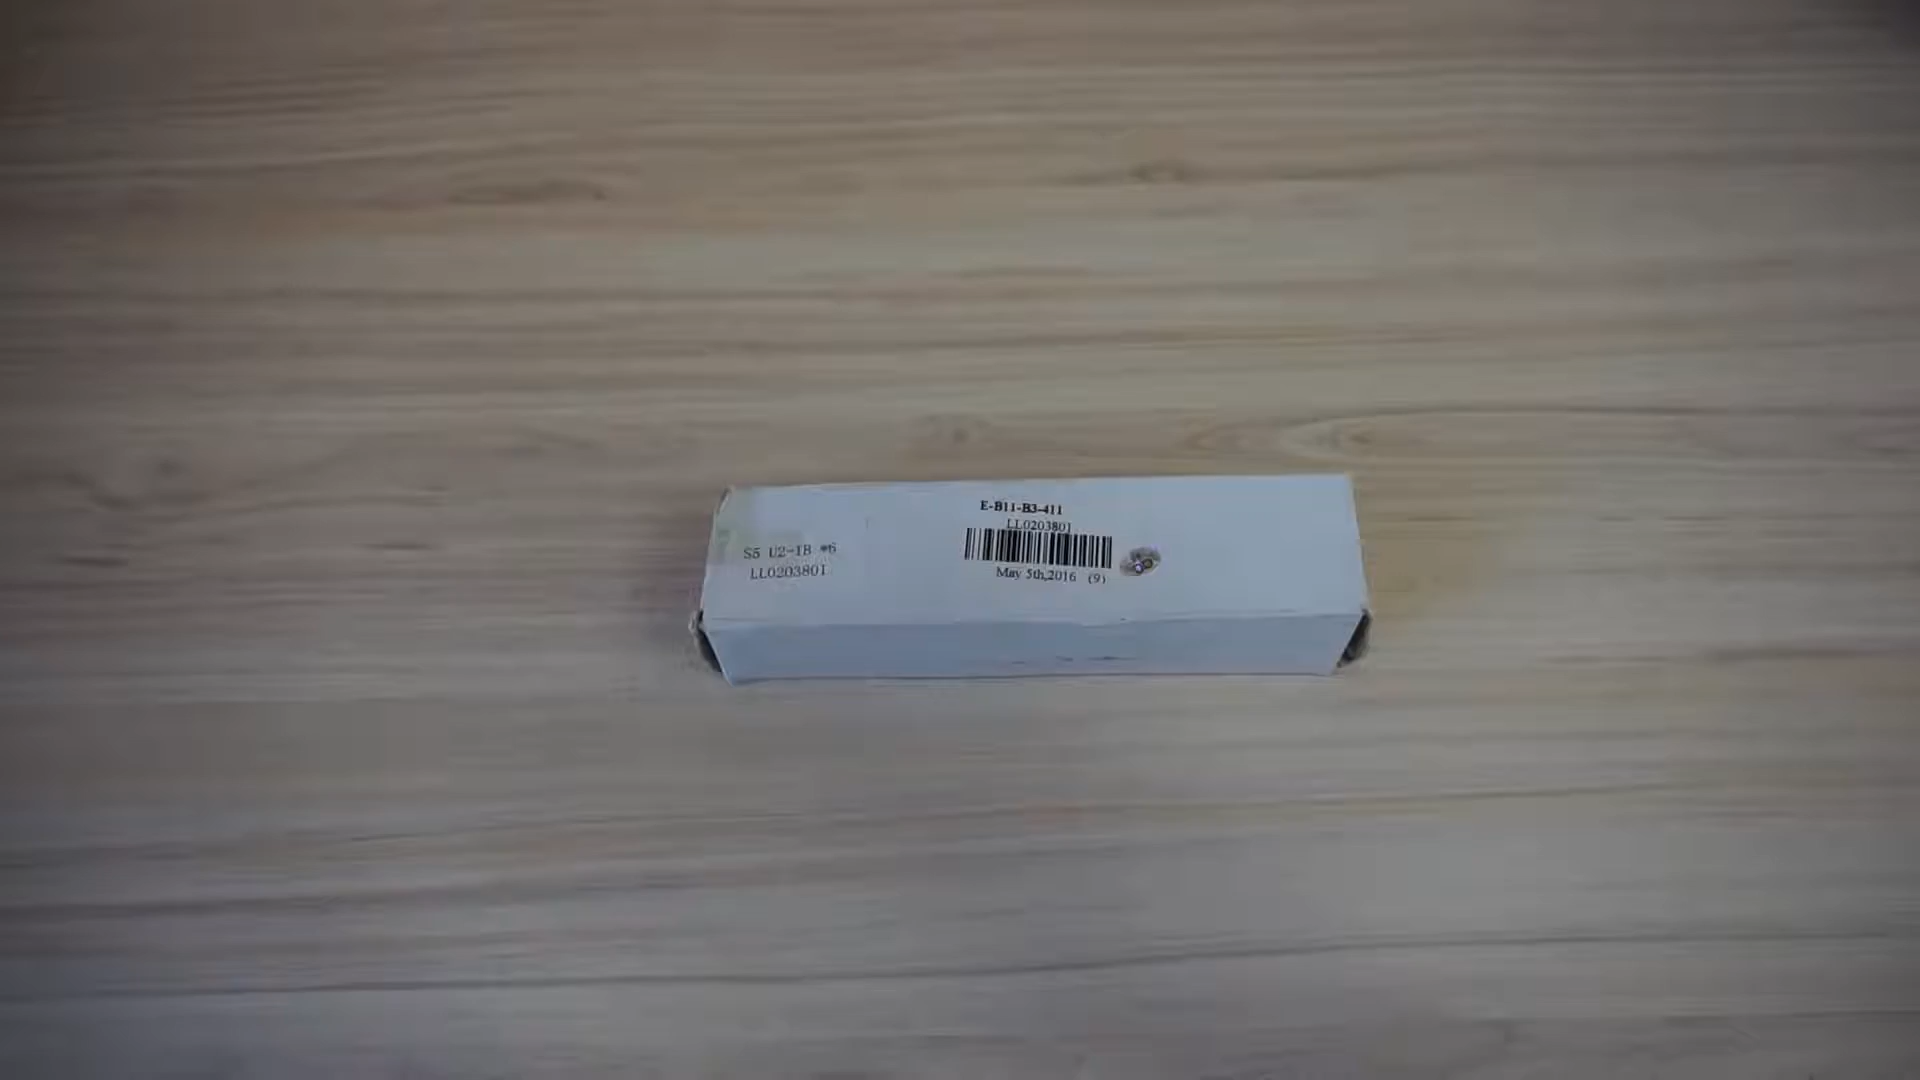 E-B11-B3-411
LL0203801
May 5th,2016 (9)
S5 U2-1B *6
LL0203801